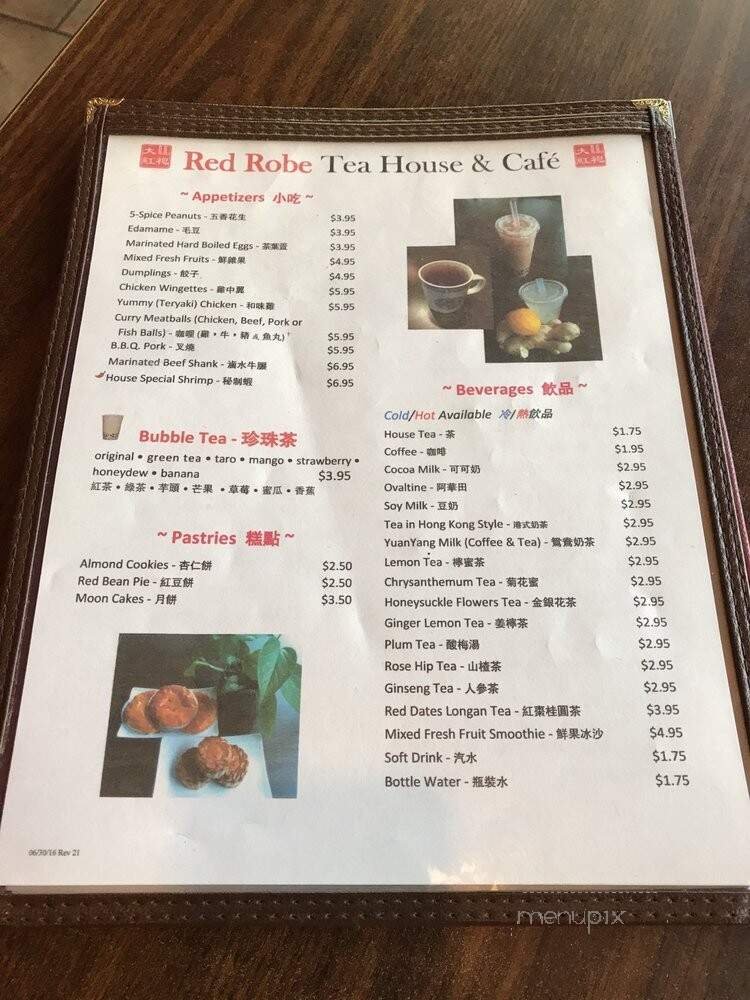 大紅袍 Red Robe Tea House & Café 大紅袍
~ Appetizers 小吃 ~
5-Spice Peanuts - 五香花生 $3.95
Edamame - 毛豆 $3.95
Marinated Hard Boiled Eggs - 茶葉蛋 $3.95
Mixed Fresh Fruits - 鮮雜果 $4.95
Dumplings - 餃子 $4.95
Chicken Wingettes - 雞中翼 $5.95
Yummy (Teryaki) Chicken - 和味雞 $5.95
Curry Meatballs (Chicken, Beef, Pork or
Fish Balls) - 咖哩 (雞•牛•豬 或 魚丸) $5.95
B.B.Q. Pork - 叉燒 $5.95
Marinated Beef Shank - 滷水牛腱 $6.95
House Special Shrimp - 秘制蝦 $6.95
Bubble Tea - 珍珠茶
original • green tea • taro • mango • strawberry •
honeydew • banana $3.95
紅茶 • 綠茶 • 芋頭 • 芒果 • 草莓 • 蜜瓜 • 香蕉
~ Pastries 糕點 ~
Almond Cookies - 杏仁餅 $2.50
Red Bean Pie - 紅豆餅 $2.50
Moon Cakes - 月餅 $3.50
06/30/16 Rev 21
~ Beverages 飲品 ~
Cold/Hot Available 冷/熱飲品
House Tea - 茶 $1.75
Coffee - 咖啡 $1.95
Cocoa Milk - 可可奶 $2.95
Ovaltine - 阿華田 $2.95
Soy Milk - 豆奶 $2.95
Tea in Hong Kong Style - 港式奶茶 $2.95
YuanYang Milk (Coffee & Tea) - 鴛鴦奶茶 $2.95
Lemon Tea - 檸蜜茶 $2.95
Chrysanthemum Tea - 菊花蜜 $2.95
Honeysuckle Flowers Tea - 金銀花茶 $2.95
Ginger Lemon Tea - 姜檸茶 $2.95
Plum Tea - 酸梅湯 $2.95
Rose Hip Tea - 山楂茶 $2.95
Ginseng Tea - 人參茶 $2.95
Red Dates Longan Tea - 紅棗桂圓茶 $3.95
Mixed Fresh Fruit Smoothie - 鮮果冰沙 $4.95
Soft Drink - 汽水 $1.75
Bottle Water - 瓶裝水 $1.75
menupix